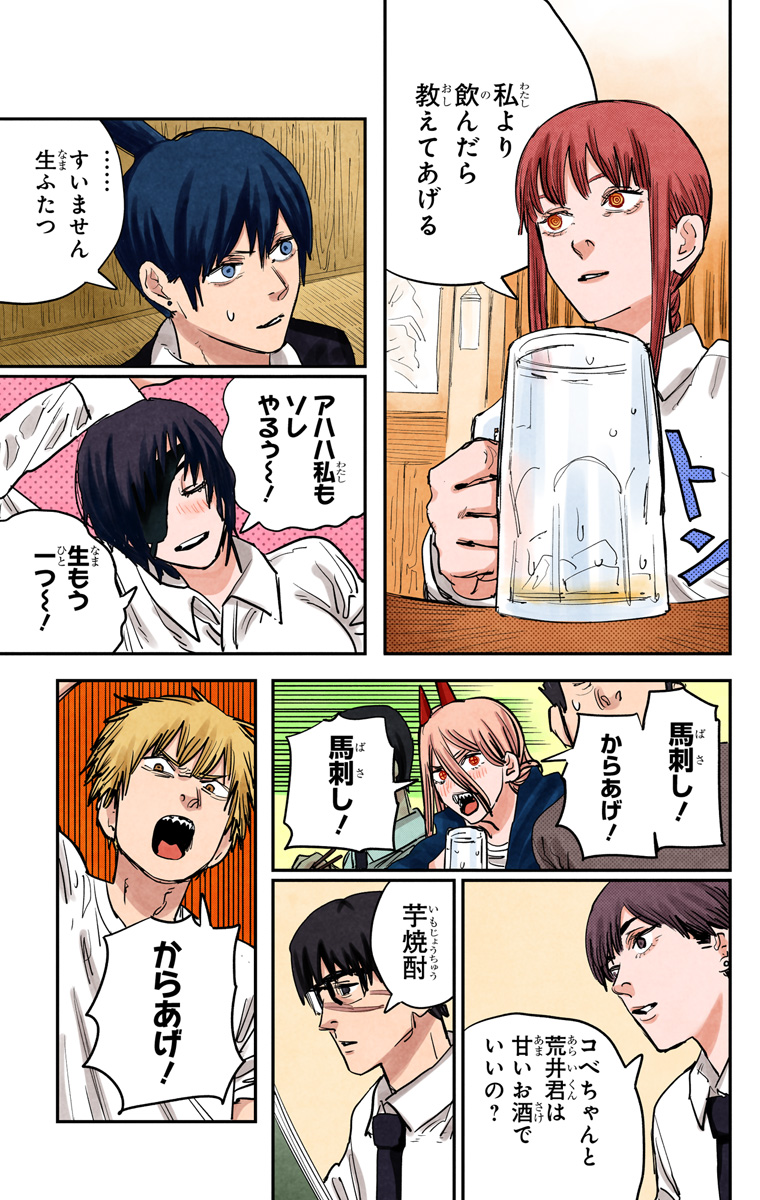 私より
飲んだら
教えてあげる
トン
……
すいません
生ふたつ
アハハ私も
ソレ
やるぅ〜！
生もう
一つ〜！
馬刺し！
からあげ！
馬刺し！
からあげ！
コベちゃんと
荒井君は
甘いお酒で
いいの？
芋焼酎